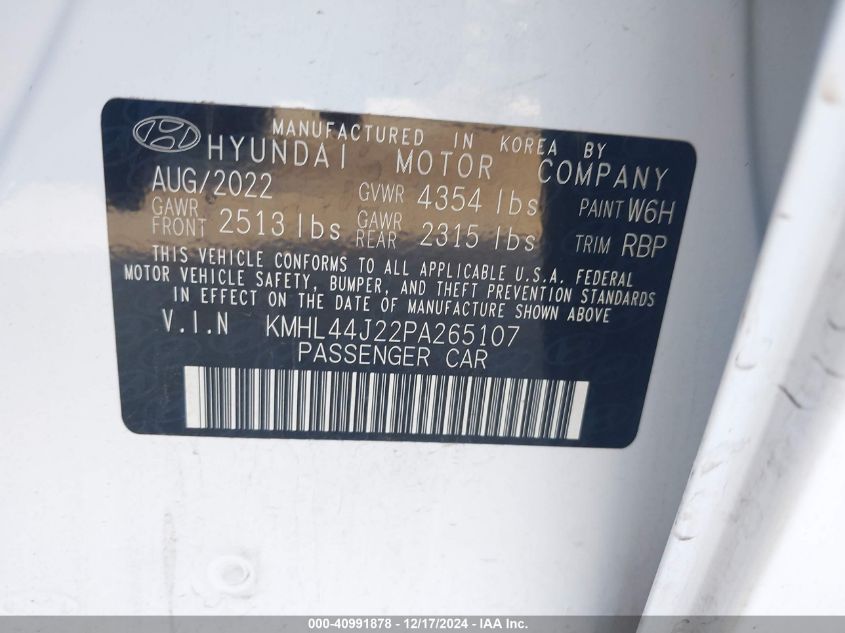 MANUFACTURED IN KOREA BY
HYUNDAI MOTOR COMPANY
AUG/2022 GVWR 4354 lbs PAINT W6H
GAWR FRONT 2513 lbs GAWR REAR 2315 lbs TRIM RBP
THIS VEHICLE CONFORMS TO ALL APPLICABLE U.S.A. FEDERAL
MOTOR VEHICLE SAFETY, BUMPER, AND THEFT PREVENTION STANDARDS
IN EFFECT ON THE DATE OF MANUFACTURE SHOWN ABOVE
V.I.N KMHL44J22PA265107
PASSENGER CAR
000-40991878 - 12/17/2024 - IAA Inc.